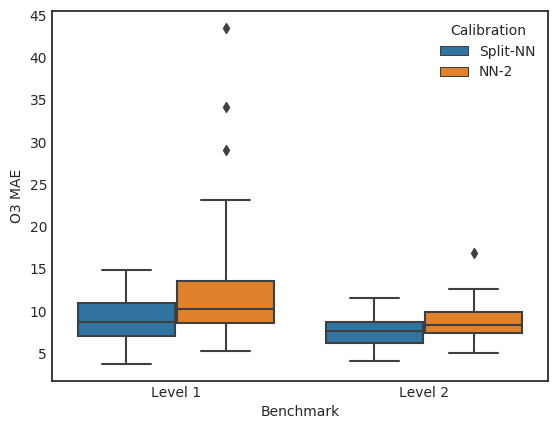 45
40
35
30
25
20
15
10
5
O3 MAE
Calibration
Split-NN
NN-2
Level 1
Level 2
Benchmark